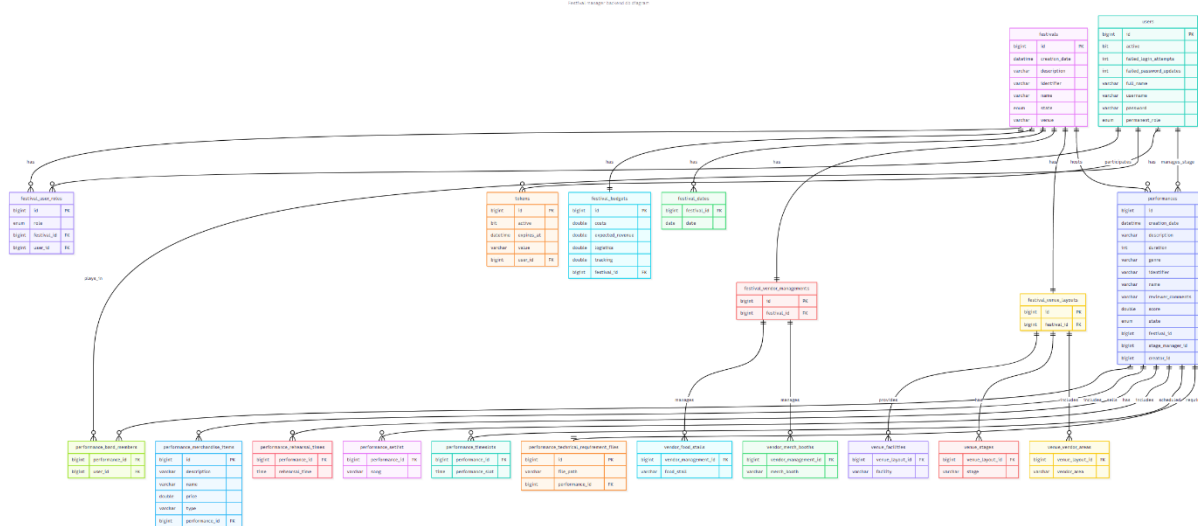 Festival manager backend ER diagram
users
bigint id PK
bit active
int failed_login_attempts
int failed_password_updates
varchar full_name
varchar username
varchar password
enum permanent_role
festivals
bigint id PK
datetime creation_date
varchar description
varchar identifier
varchar name
enum state
varchar venue
has
has
has
has
has
hosts
participates
has
manages_stage
festival_user_roles
bigint id PK
enum role
bigint festival_id FK
bigint user_id FK
tokens
bigint id PK
bit active
datetime expires_at
varchar value
bigint user_id FK
festival_budgets
bigint id PK
double costs
double expected_revenue
double logistics
double tracking
bigint festival_id FK
festival_dates
bigint festival_id FK
date date
performances
bigint id PK
datetime creation_date
varchar description
int duration
varchar genre
varchar identifier
varchar name
varchar
double score
enum state
bigint festival_id
bigint stage_manager_id
bigint
plays_in
festival_vendor_managements
bigint id PK
bigint festival_id FK
festival_venue_layouts
bigint id PK
bigint festival_id FK
manages
manages
provides
has
includes
includes
has
includes
performance_band_members
bigint performance_id FK
bigint user_id FK
performance_merchandise_items
bigint id PK
varchar description
varchar name
double price
varchar type
bigint performance_id FK
performance_rehearsal_times
bigint performance_id FK
time rehearsal_time
performance_setlist
bigint performance_id FK
varchar song
performance_timeslots
bigint performance_id FK
time performance_slot
performance_technical_requirement_files
bigint id PK
varchar file_path
bigint performance_id FK
vendor_food_stalls
bigint vendor_management_id FK
varchar food_stall
vendor_merch_booths
bigint vendor_management_id FK
varchar merch_booth
venue_facilities
bigint venue_layout_id FK
varchar facility
venue_stages
bigint venue_layout_id FK
varchar stage
venue_vendor_areas
bigint venue_layout_id FK
varchar vendor_area